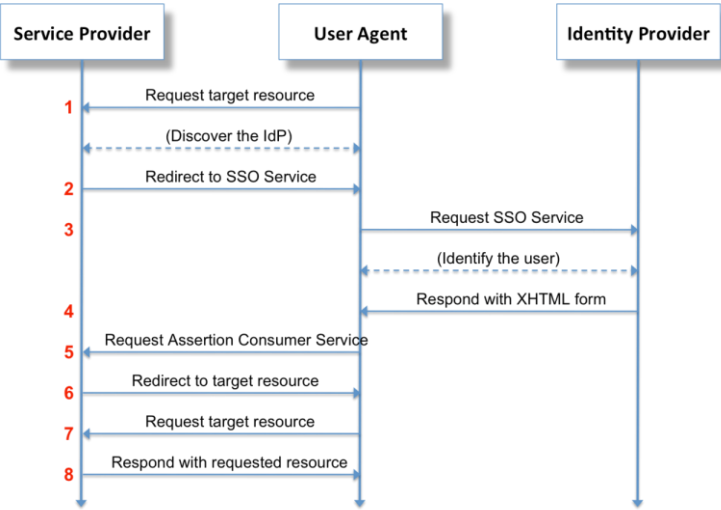 Service Provider
User Agent
Identity Provider
1
Request target resource
(Discover the IdP)
2
Redirect to SSO Service
3
Request SSO Service
(Identify the user)
4
Respond with XHTML form
5
Request Assertion Consumer Service
6
Redirect to target resource
7
Request target resource
8
Respond with requested resource